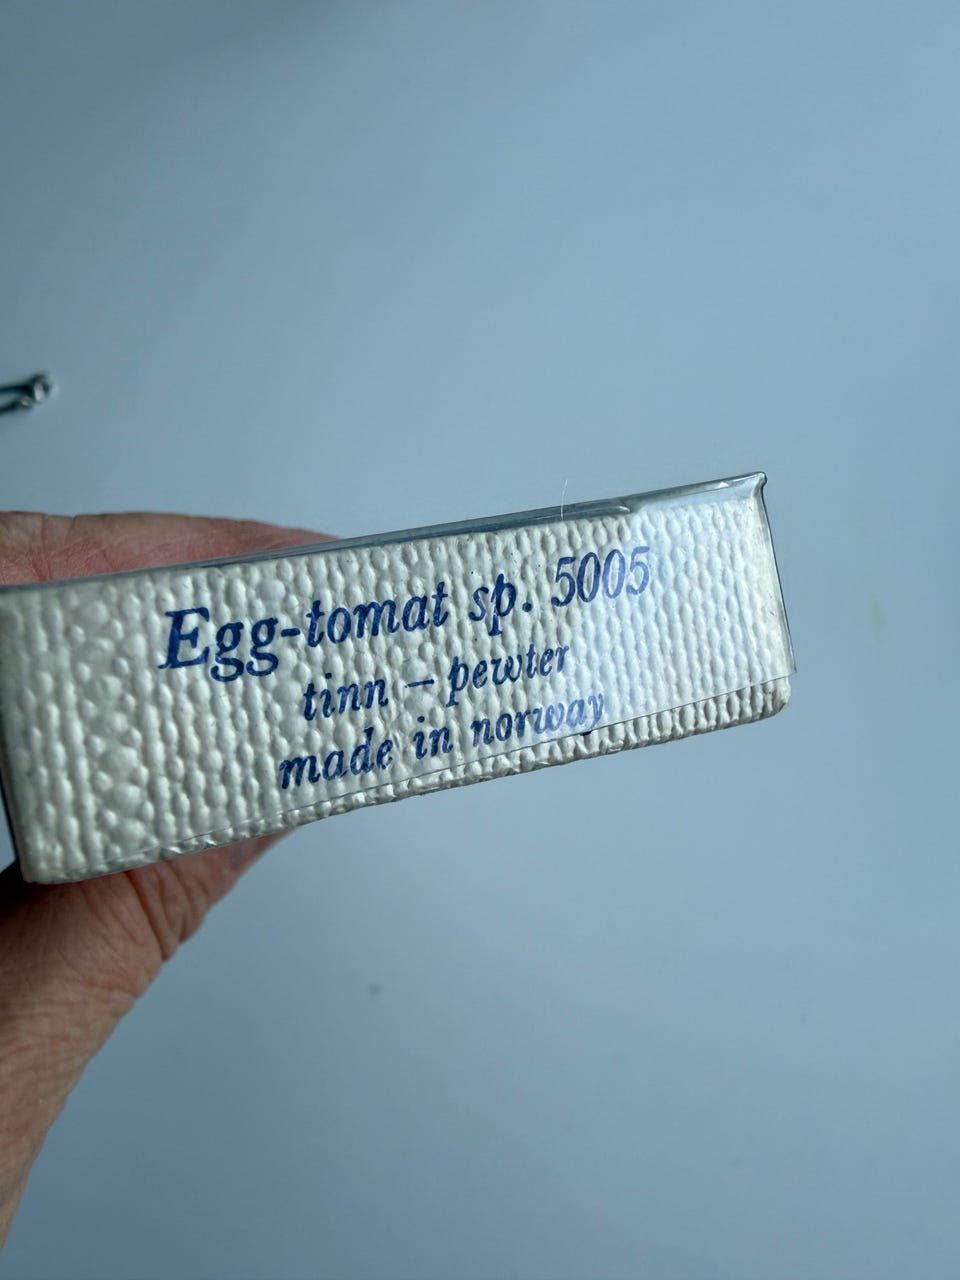 Egg-tomat sp. 5005
tinn – pewter
made in norway